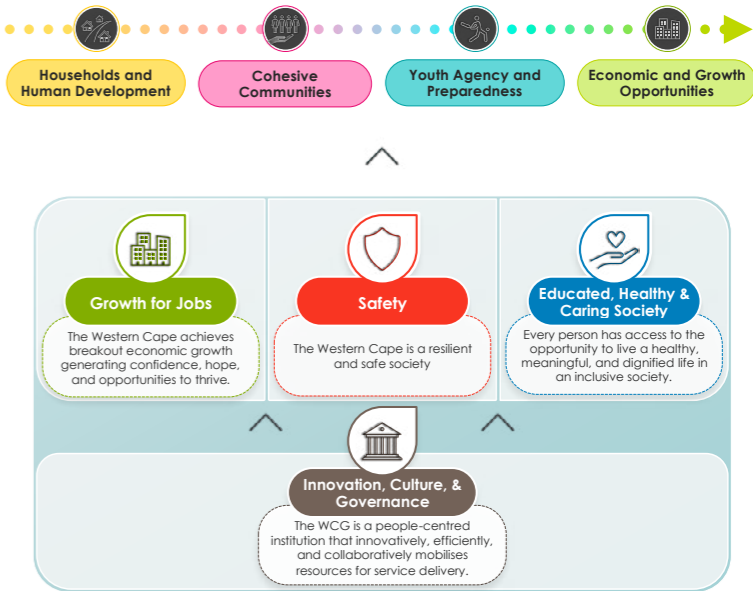 Households and
Human Development
Cohesive
Communities
Youth Agency and
Preparedness
Economic and Growth
Opportunities
Growth for Jobs
The Western Cape achieves
breakout economic growth
generating confidence, hope,
and opportunities to thrive.
Safety
The Western Cape is a resilient
and safe society
Educated, Healthy &
Caring Society
Every person has access to the
opportunity to live a healthy,
meaningful, and dignified life in
an inclusive society.
Innovation, Culture, &
Governance
The WCG is a people-centred
institution that innovatively, efficiently,
and collaboratively mobilises
resources for service delivery.